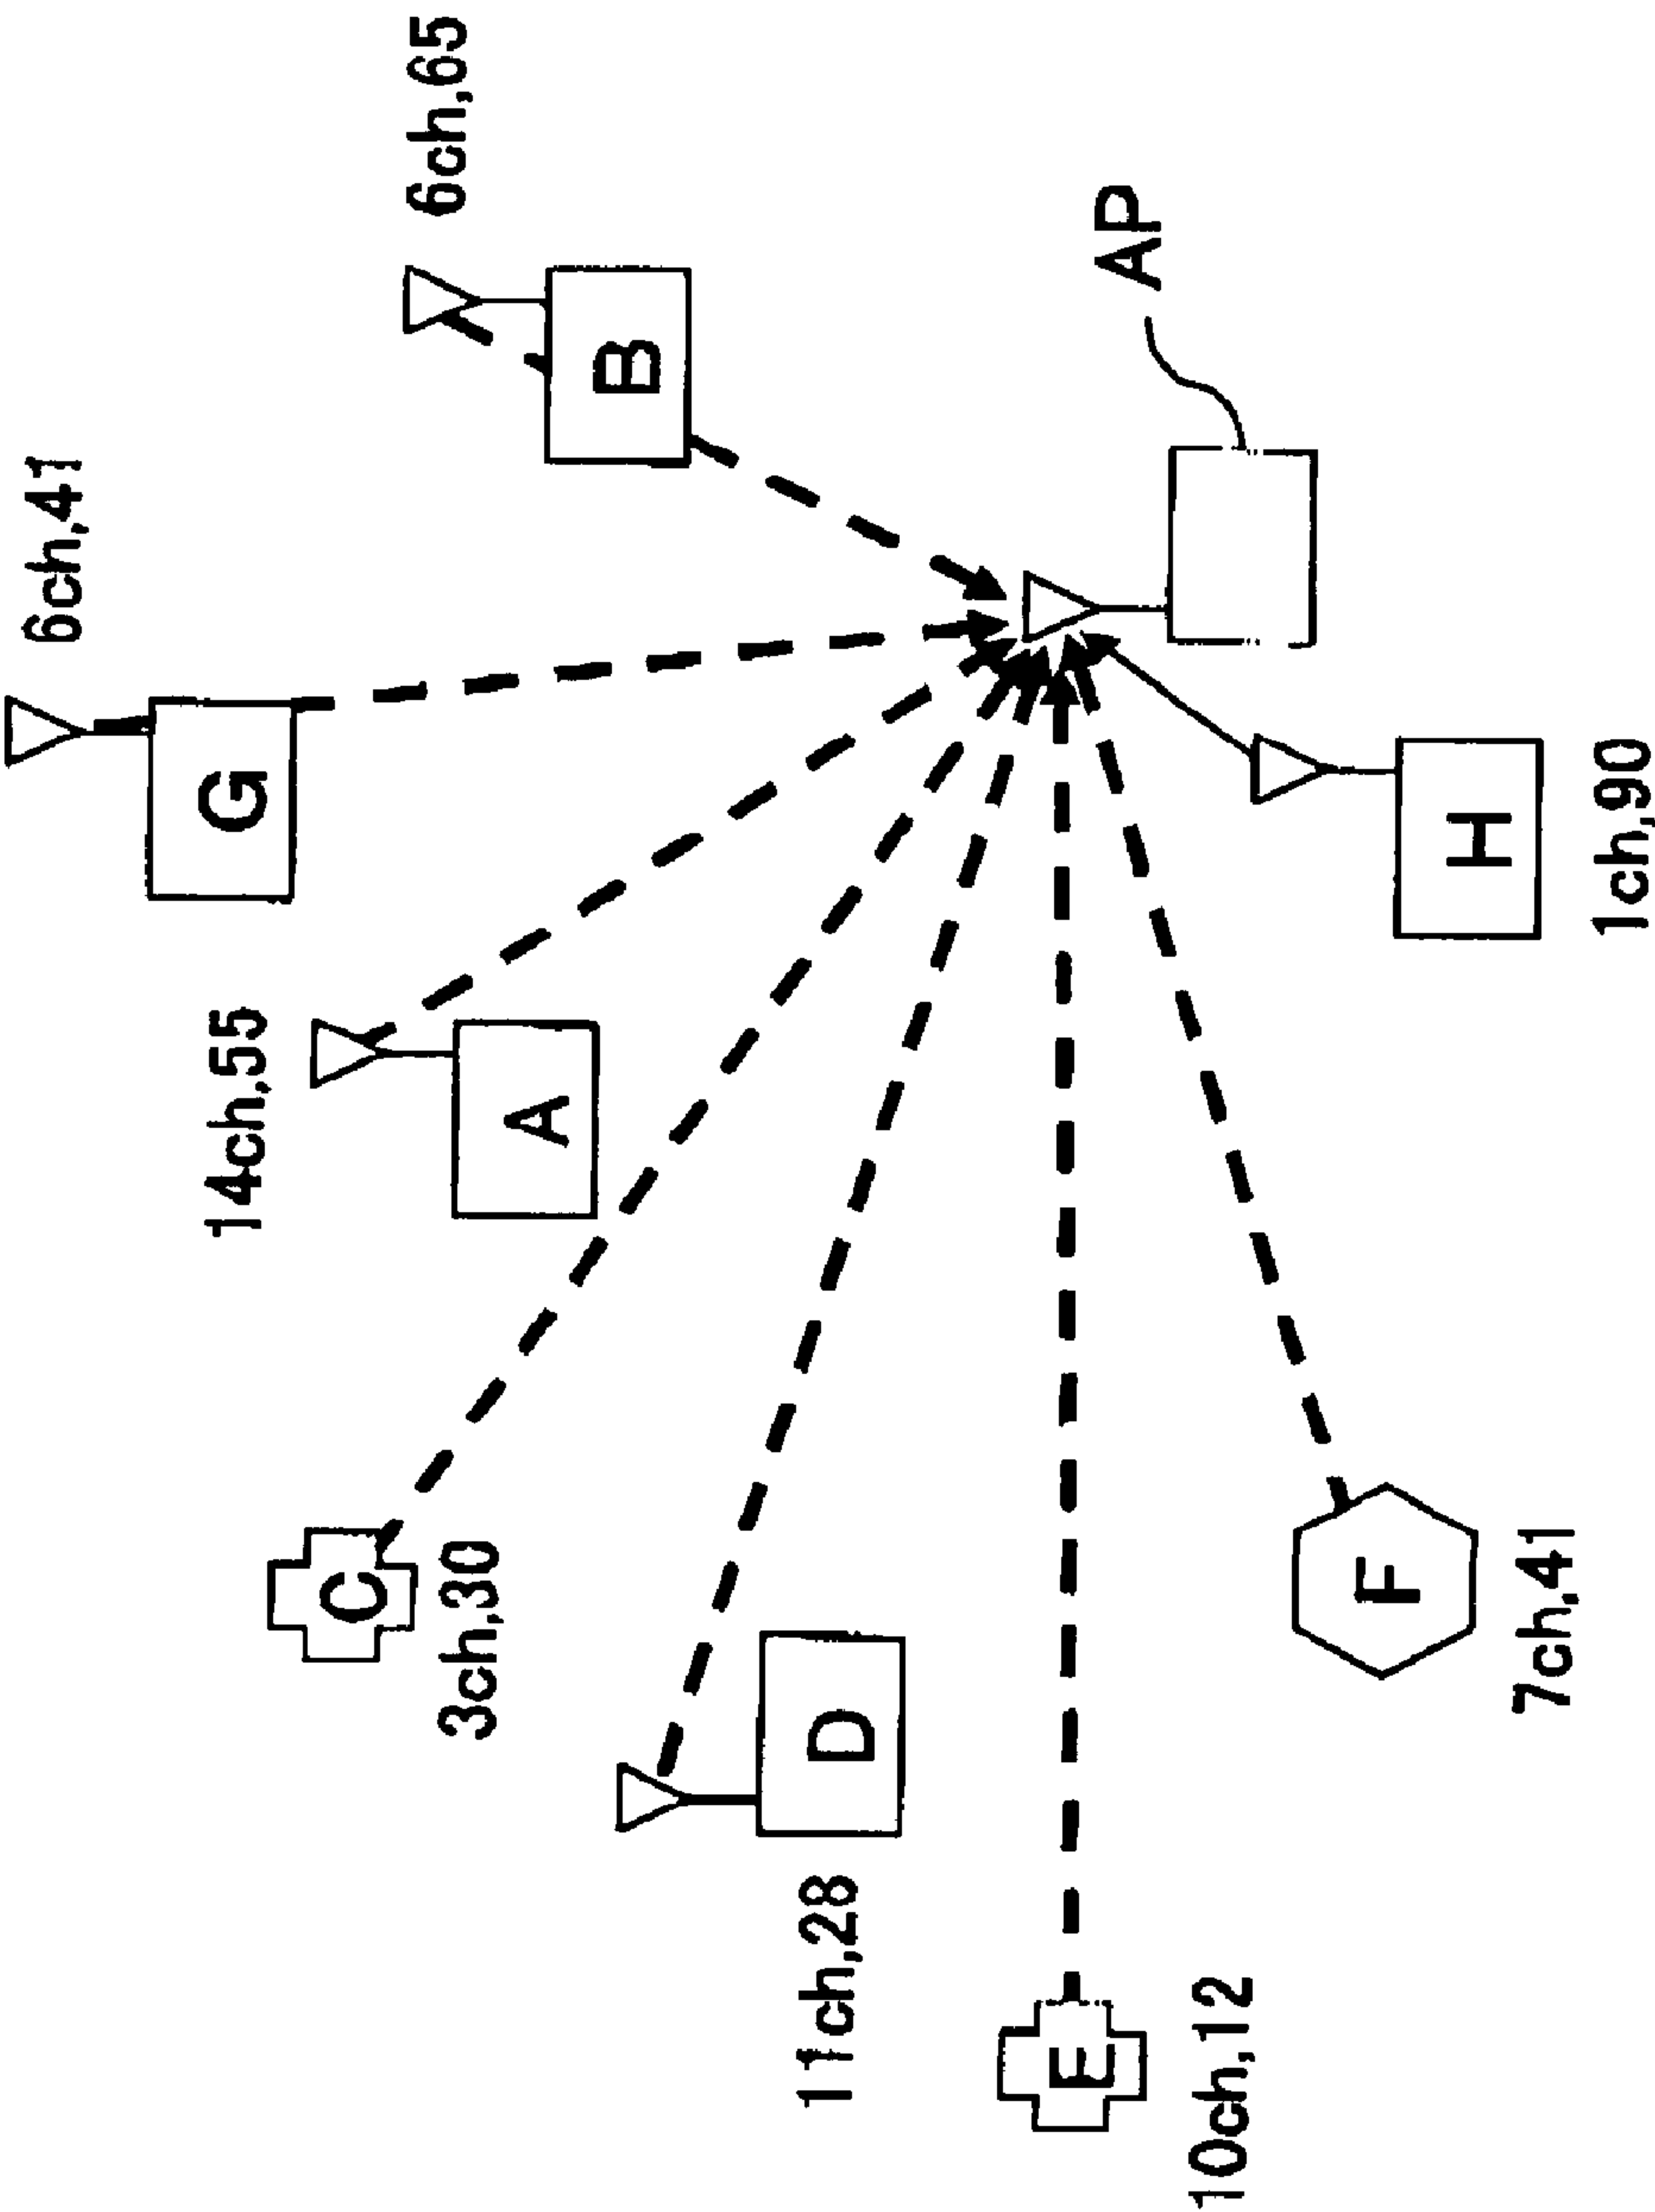 6ch,41
14ch,55
G
C
6ch,65
3ch,30
A
B
11ch,28
D
E
AP
10ch,12
F
H
7ch,41
1ch,90